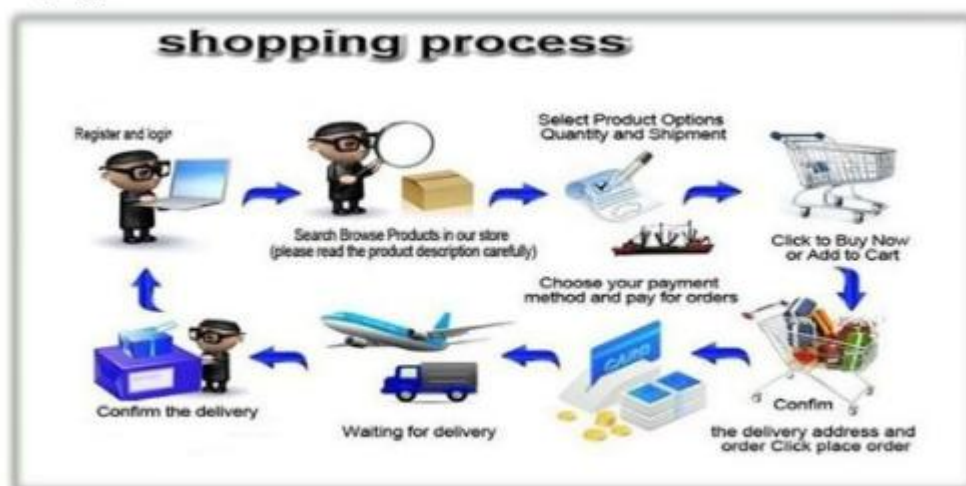 shopping process
Register and login
Search Browse Products in our store
(please read the product description carefully)
Select Product Options
Quantity and Shipment
Click to Buy Now
or Add to Cart
Confirm
the delivery address and
order Click place order
Choose your payment
method and pay for orders
CARD
Waiting for delivery
Confirm the delivery